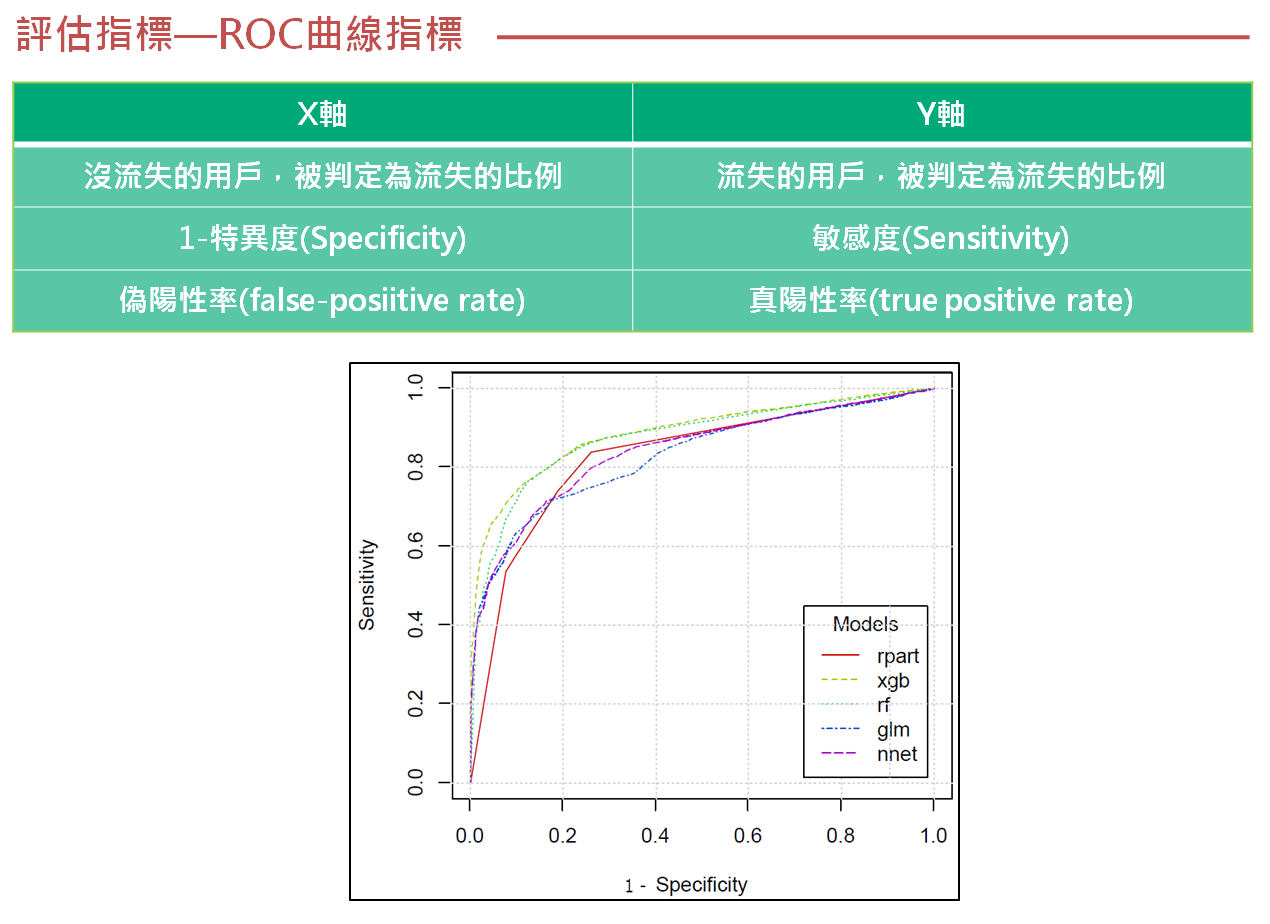 評估指標—ROC曲線指標
X軸 Y軸
沒流失的用戶，被判定為流失的比例 流失的用戶，被判定為流失的比例
1-特異度(Specificity) 敏感度(Sensitivity)
偽陽性率(false-posiitive rate) 真陽性率(true positive rate)
Sensitivity
1.0
0.8
0.6
0.4
0.2
0.0
Models
rpart
xgb
rf
glm
nnet
0.0 0.2 0.4 0.6 0.8 1.0
1 - Specificity